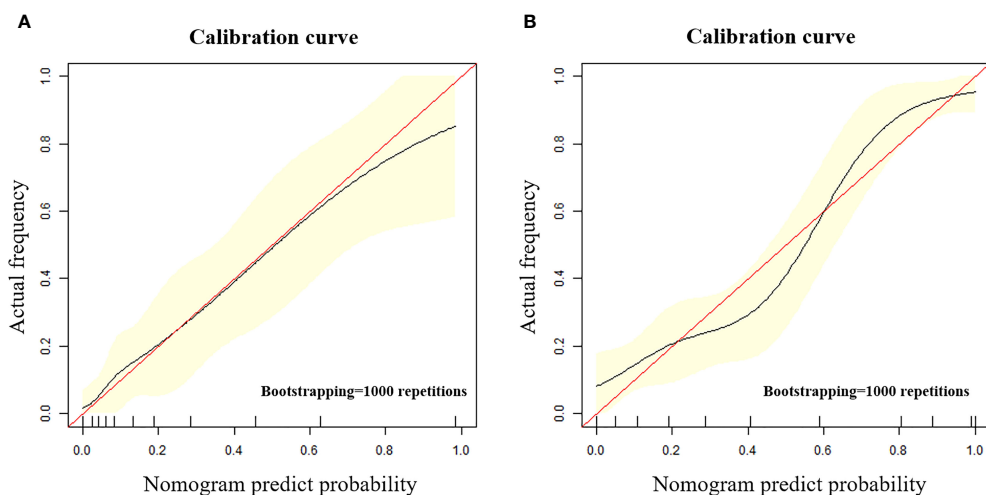 A
Calibration curve
Actual frequency
1.0
0.8
0.6
0.4
0.2
0.0
Bootstrapping=1000 repetitions
0.0 0.2 0.4 0.6 0.8 1.0
Nomogram predict probability
B
Calibration curve
Actual frequency
1.0
0.8
0.6
0.4
0.2
0.0
Bootstrapping=1000 repetitions
0.0 0.2 0.4 0.6 0.8 1.0
Nomogram predict probability